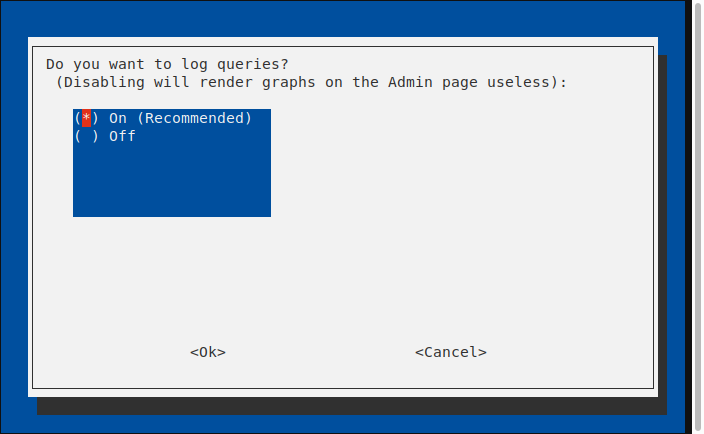 Do you want to log queries?
(Disabling will render graphs on the Admin page useless):
(*) On (Recommended)
( ) Off
<Ok> <Cancel>